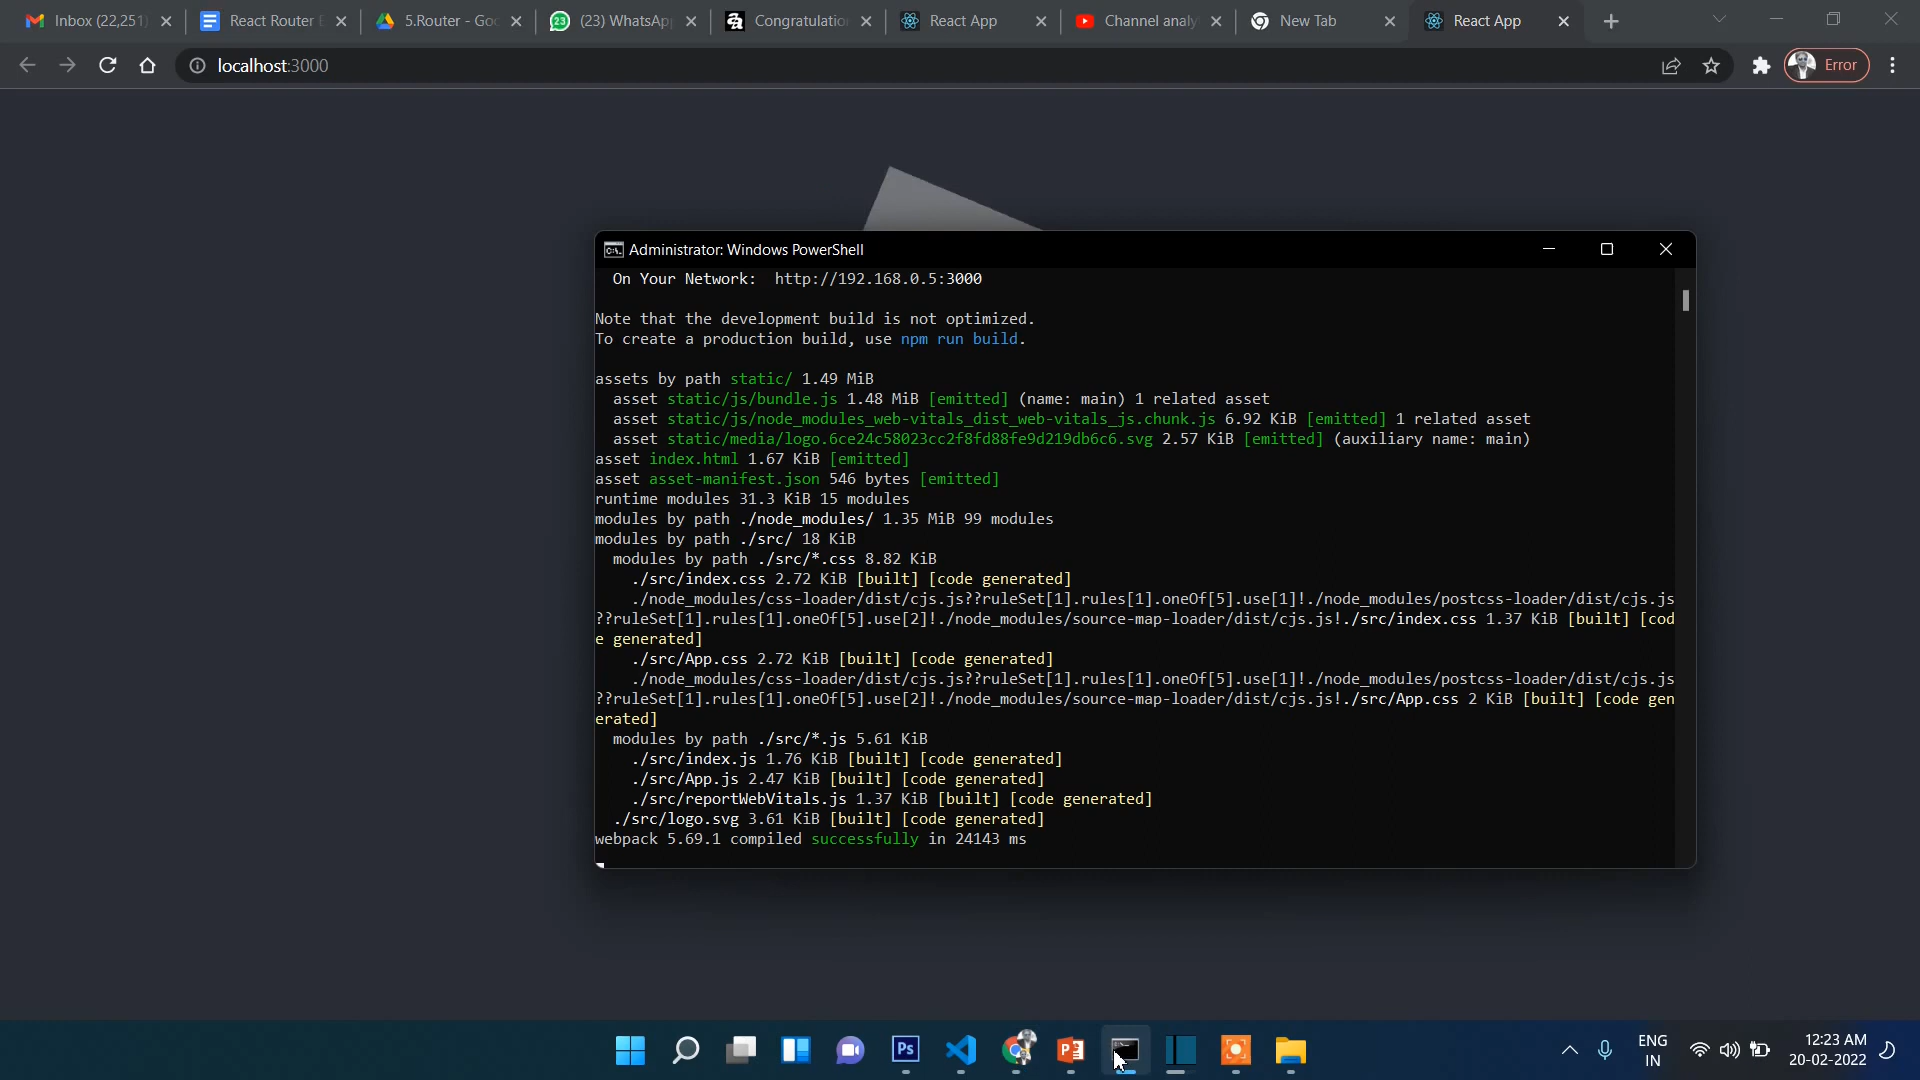 Inbox (22,251)
React Router
5.Router - Goo
(23) WhatsApp
Congratulation
React App
Channel analy
New Tab
React App
localhost:3000
Error
Administrator: Windows PowerShell
On Your Network:  http://192.168.0.5:3000
Note that the development build is not optimized.
To create a production build, use npm run build.
assets by path static/ 1.49 MiB
asset static/js/bundle.js 1.48 MiB [emitted] (name: main) 1 related asset
asset static/js/node_modules_web-vitals_dist_web-vitals_js.chunk.js 6.92 KiB [emitted] 1 related asset
asset static/media/logo.6ce24c58023cc2f8fd88fe9d219db6c6.svg 2.57 KiB [emitted] (auxiliary name: main)
asset index.html 1.67 KiB [emitted]
asset asset-manifest.json 546 bytes [emitted]
runtime modules 31.3 KiB 15 modules
modules by path ./node_modules/ 1.35 MiB 99 modules
modules by path ./src/ 18 KiB
modules by path ./src/*.css 8.82 KiB
./src/index.css 2.72 KiB [built] [code generated]
./node_modules/css-loader/dist/cjs.js??ruleSet[1].rules[1].oneOf[5].use[1]!./node_modules/postcss-loader/dist/cjs.js
??ruleSet[1].rules[1].oneOf[5].use[2]!./node_modules/source-map-loader/dist/cjs.js!./src/index.css 1.37 KiB [built] [cod
e generated]
./src/App.css 2.72 KiB [built] [code generated]
./node_modules/css-loader/dist/cjs.js??ruleSet[1].rules[1].oneOf[5].use[1]!./node_modules/postcss-loader/dist/cjs.js
??ruleSet[1].rules[1].oneOf[5].use[2]!./node_modules/source-map-loader/dist/cjs.js!./src/App.css 2 KiB [built] [code gen
erated]
modules by path ./src/*.js 5.61 KiB
./src/index.js 1.76 KiB [built] [code generated]
./src/App.js 2.47 KiB [built] [code generated]
./src/reportWebVitals.js 1.37 KiB [built] [code generated]
./src/logo.svg 3.61 KiB [built] [code generated]
webpack 5.69.1 compiled successfully in 24143 ms
Ps
ENG
IN
12:23 AM
20-02-2022